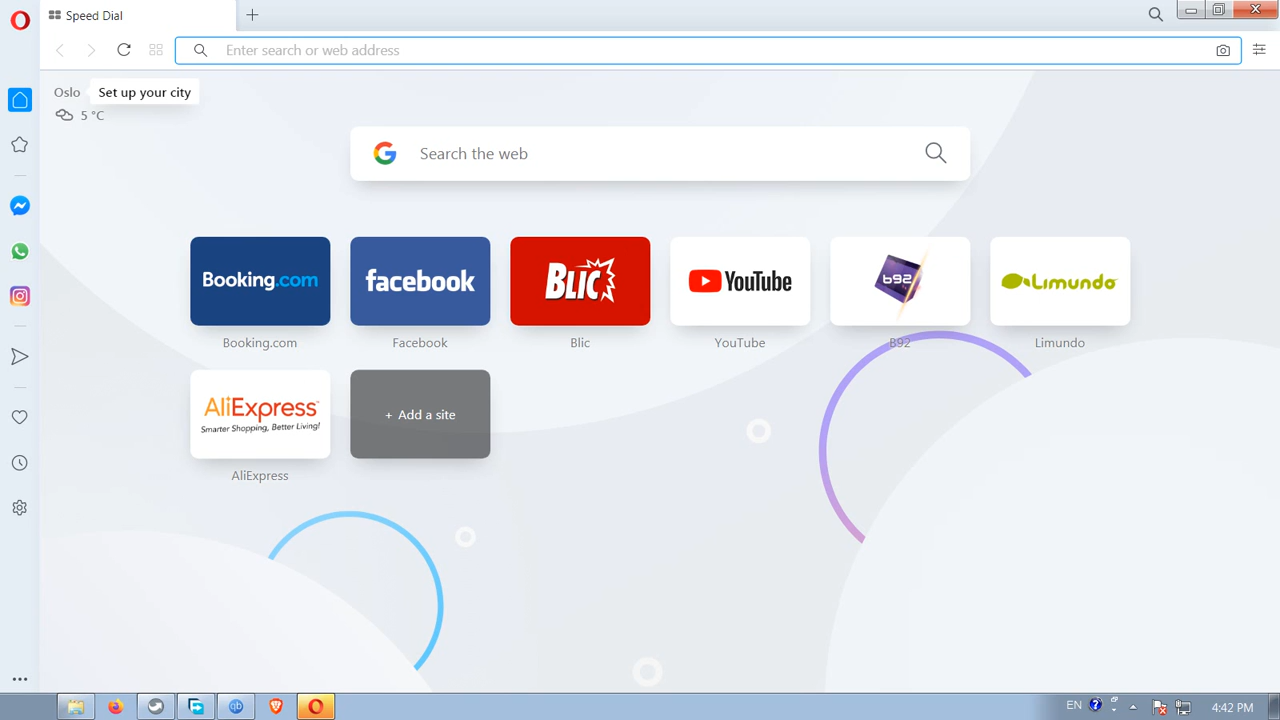 Speed Dial
Enter search or web address
Oslo
Set up your city
5 °C
Search the web
Booking.com
facebook
BLIC
YouTube
b92
Limundo
Booking.com
Facebook
Blic
YouTube
B92
Limundo
AliExpress
Smarter Shopping, Better Living!
+ Add a site
AliExpress
qb
EN
4:42 PM